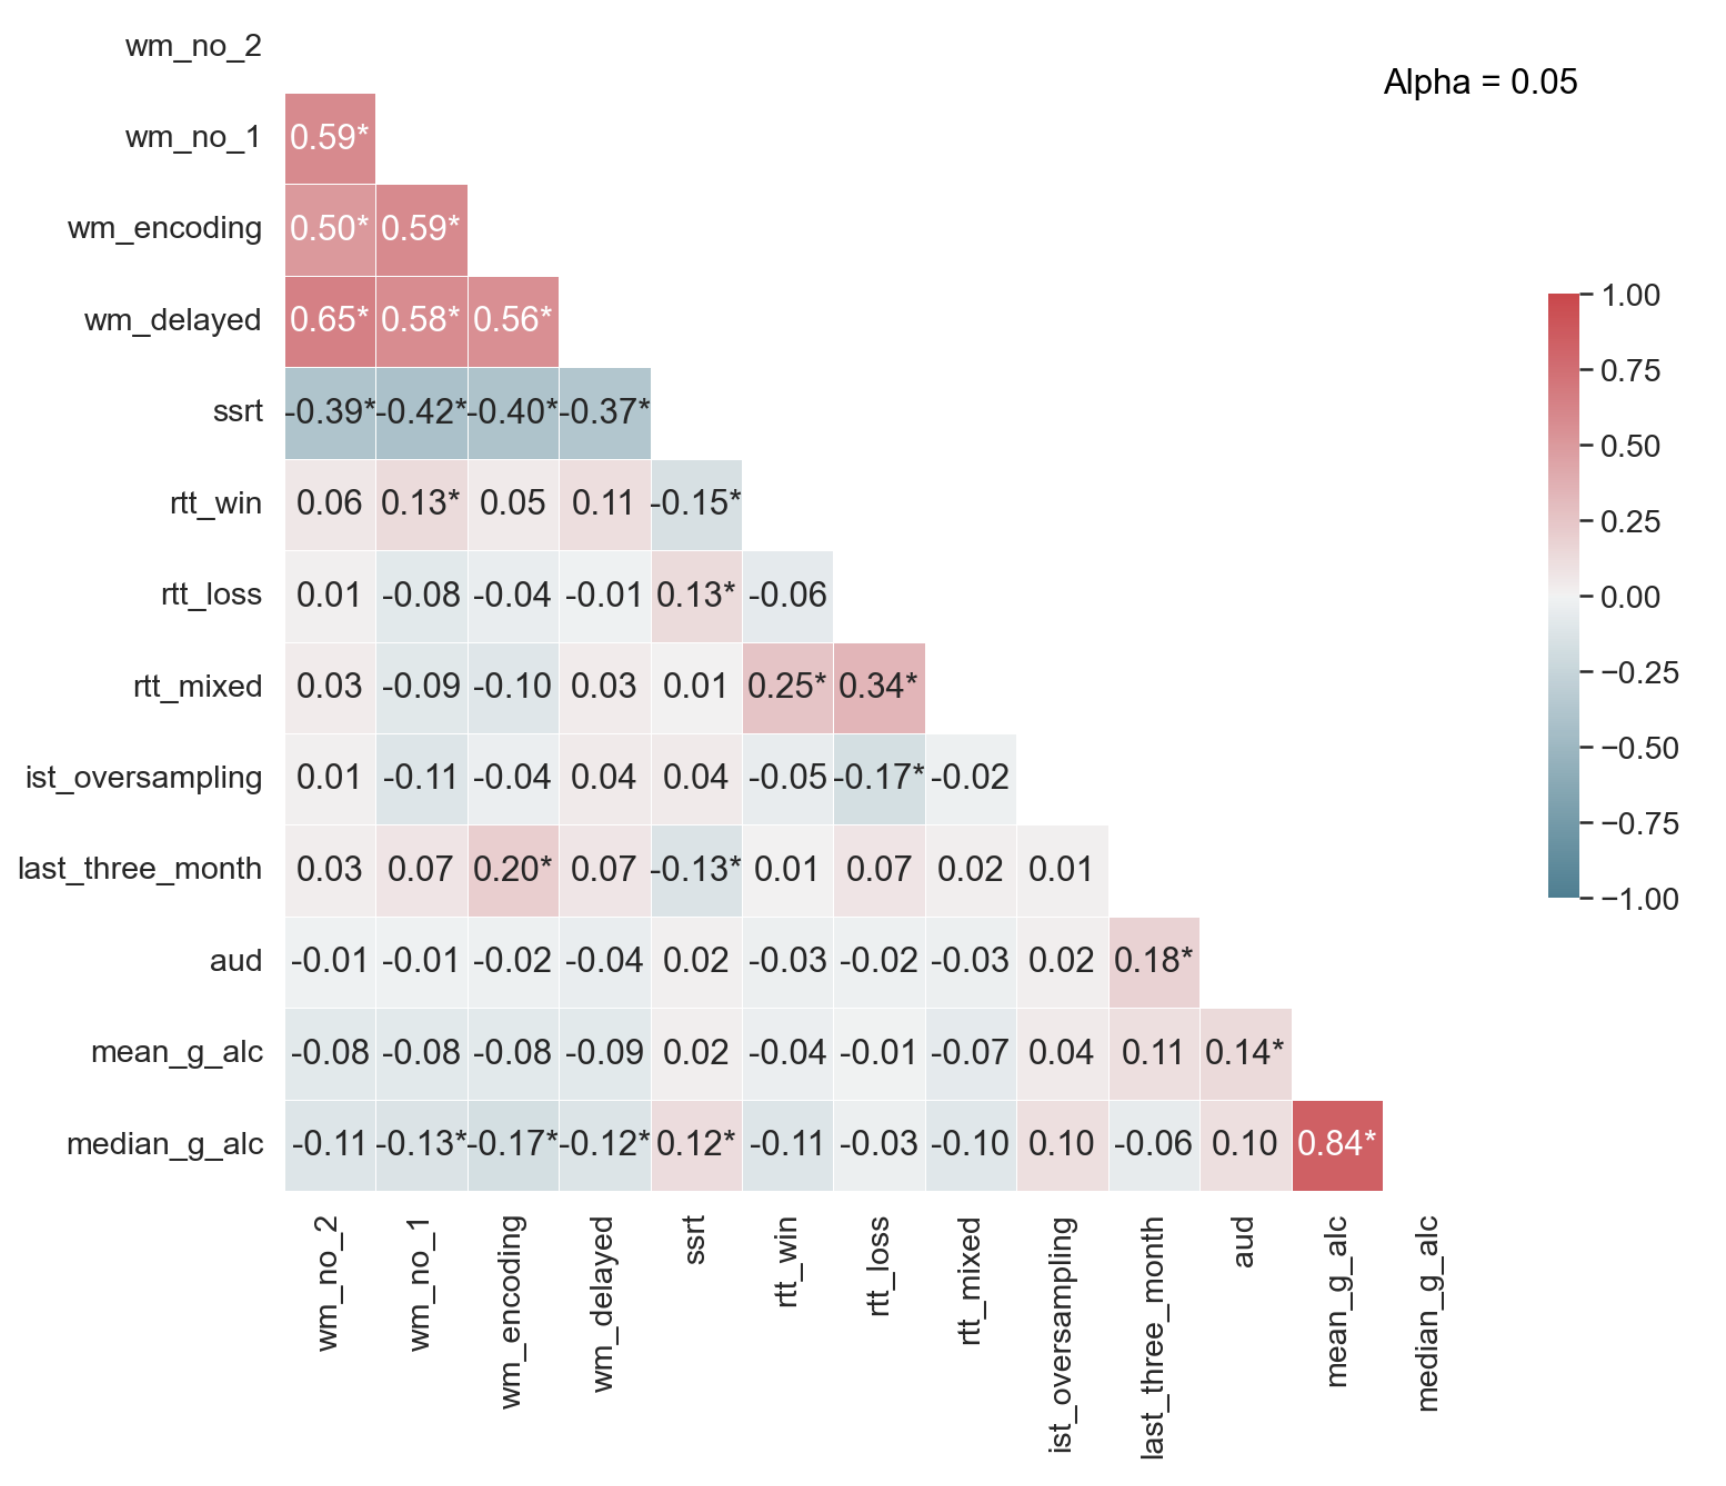 wm_no_2
Alpha = 0.05
wm_no_1 0.59*
wm_encoding 0.50* 0.59*
wm_delayed 0.65* 0.58* 0.56*
ssrt -0.39* -0.42* -0.40* -0.37*
rtt_win 0.06 0.13* 0.05 0.11 -0.15*
rtt_loss 0.01 -0.08 -0.04 -0.01 0.13* -0.06
rtt_mixed 0.03 -0.09 -0.10 0.03 0.01 0.25* 0.34*
ist_oversampling 0.01 -0.11 -0.04 0.04 0.04 -0.05 -0.17* -0.02
last_three_month 0.03 0.07 0.20* 0.07 -0.13* 0.01 0.07 0.02 0.01
aud -0.01 -0.01 -0.02 -0.04 0.02 -0.03 -0.02 -0.03 0.02 0.18*
mean_g_alc -0.08 -0.08 -0.08 -0.09 0.02 -0.04 -0.01 -0.07 0.04 0.11 0.14*
median_g_alc -0.11 -0.13* -0.17* -0.12* 0.12* -0.11 -0.03 -0.10 0.10 -0.06 0.10 0.84*
wm_no_2
wm_no_1
wm_encoding
wm_delayed
ssrt
rtt_win
rtt_loss
rtt_mixed
ist_oversampling
last_three_month
aud
mean_g_alc
median_g_alc
1.00
0.75
0.50
0.25
0.00
−0.25
−0.50
−0.75
−1.00